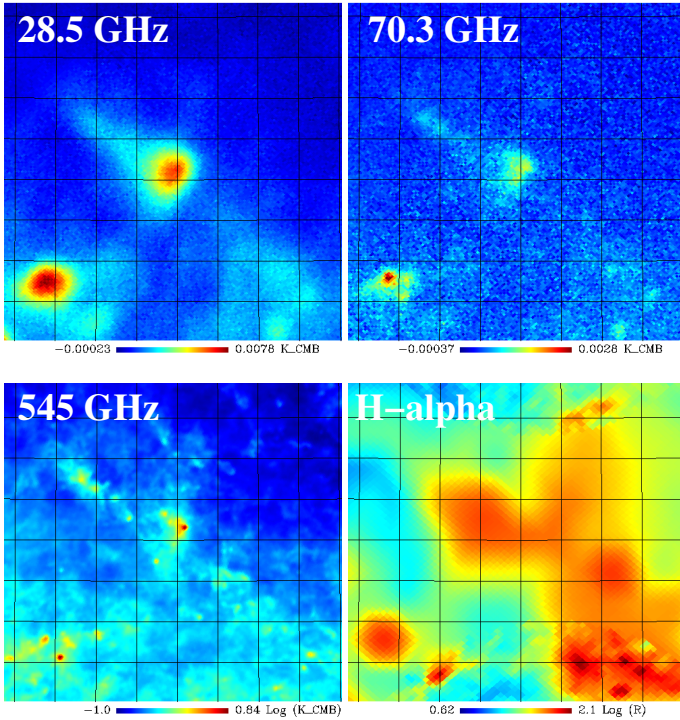 28.5 GHz
70.3 GHz
−0.00023 0.0078 K_CMB
−0.00037 0.0028 K_CMB
545 GHz
H−alpha
−1.0 0.84 Log (K_CMB)
0.62 2.1 Log (R)